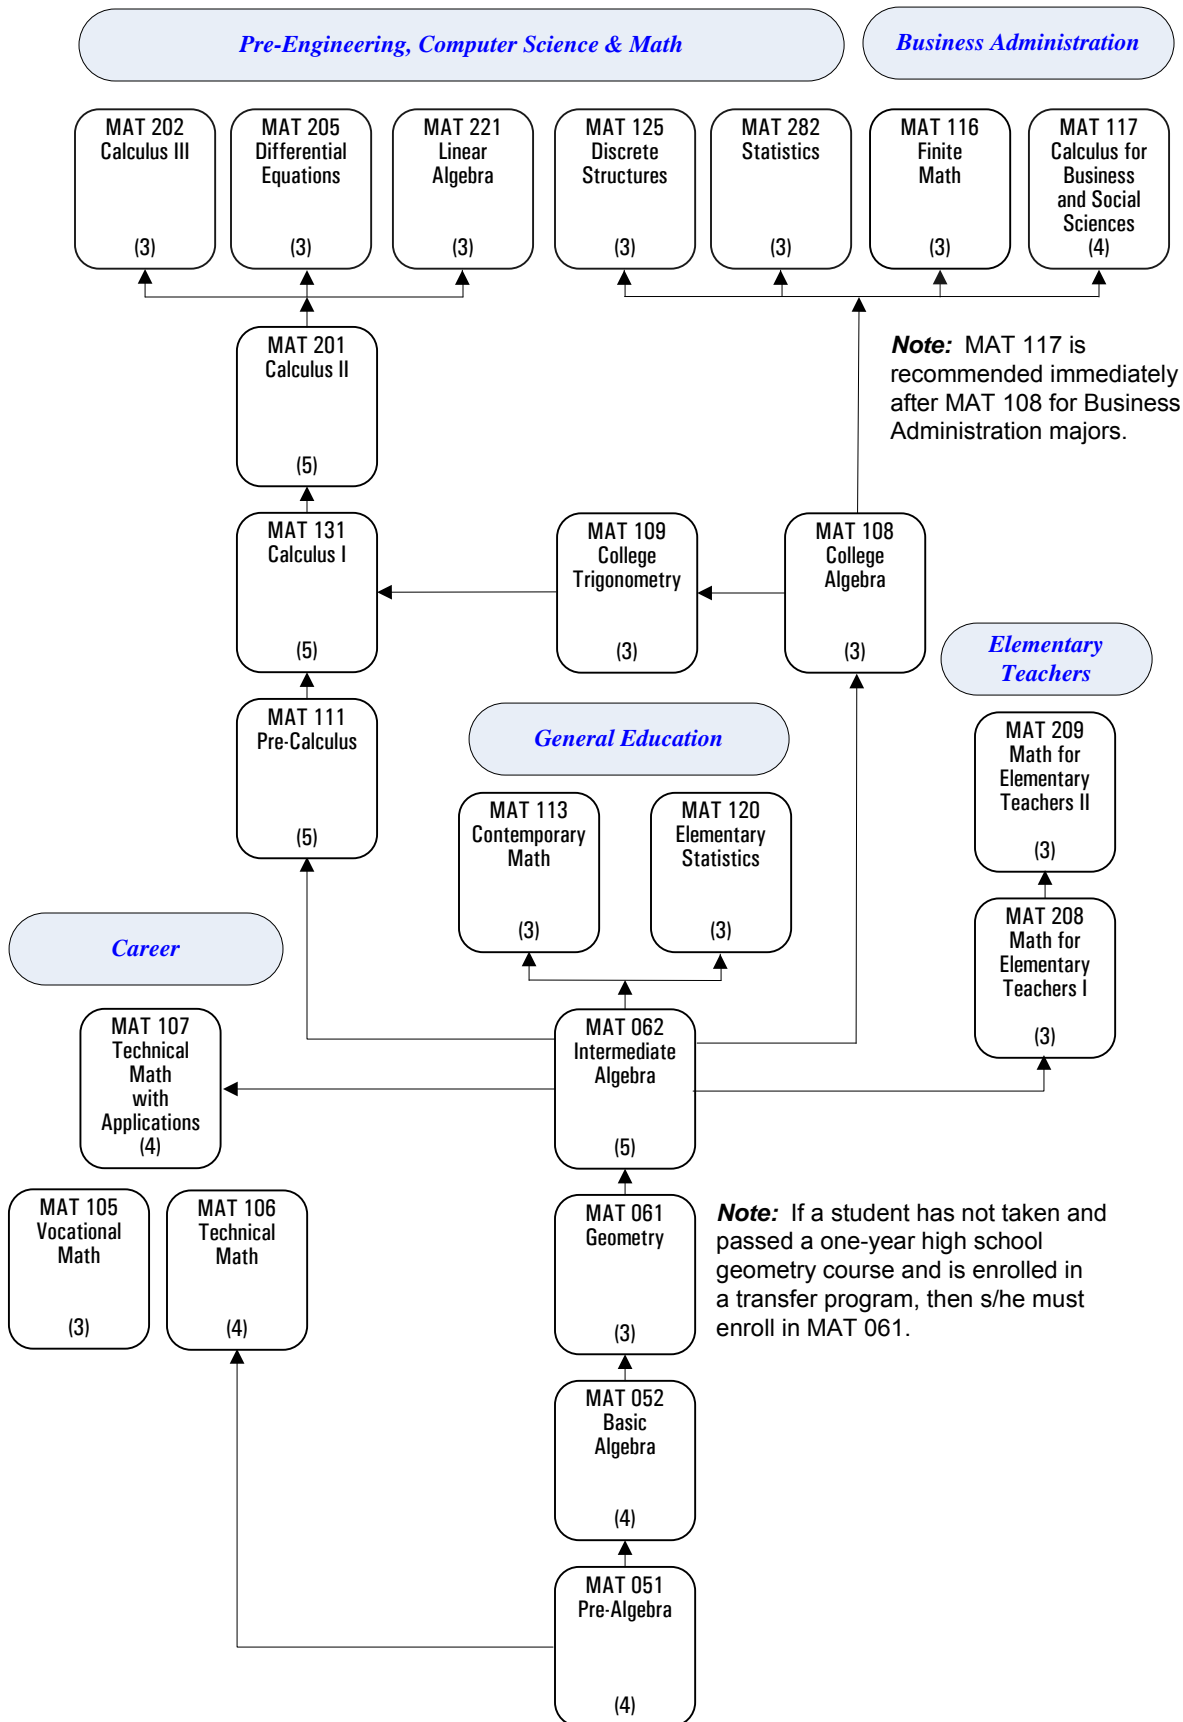 Pre-Engineering, Computer Science & Math
Business Administration
MAT 202
Calculus III
(3)
MAT 205
Differential
Equations
(3)
MAT 221
Linear
Algebra
(3)
MAT 125
Discrete
Structures
(3)
MAT 282
Statistics
(3)
MAT 116
Finite
Math
(3)
MAT 117
Calculus for
Business
and Social
Sciences
(4)
MAT 201
Calculus II
(5)
Note: MAT 117 is
recommended immediately
after MAT 108 for Business
Administration majors.
MAT 131
Calculus I
(5)
MAT 109
College
Trigonometry
(3)
MAT 108
College
Algebra
(3)
Elementary
Teachers
MAT 111
Pre-Calculus
(5)
General Education
MAT 209
Math for
Elementary
Teachers II
(3)
MAT 113
Contemporary
Math
(3)
MAT 120
Elementary
Statistics
(3)
MAT 208
Math for
Elementary
Teachers I
(3)
Career
MAT 107
Technical
Math
with
Applications
(4)
MAT 062
Intermediate
Algebra
(5)
MAT 105
Vocational
Math
(3)
MAT 106
Technical
Math
(4)
MAT 061
Geometry
(3)
Note: If a student has not taken and
passed a one-year high school
geometry course and is enrolled in
a transfer program, then s/he must
enroll in MAT 061.
MAT 052
Basic
Algebra
(4)
MAT 051
Pre-Algebra
(4)